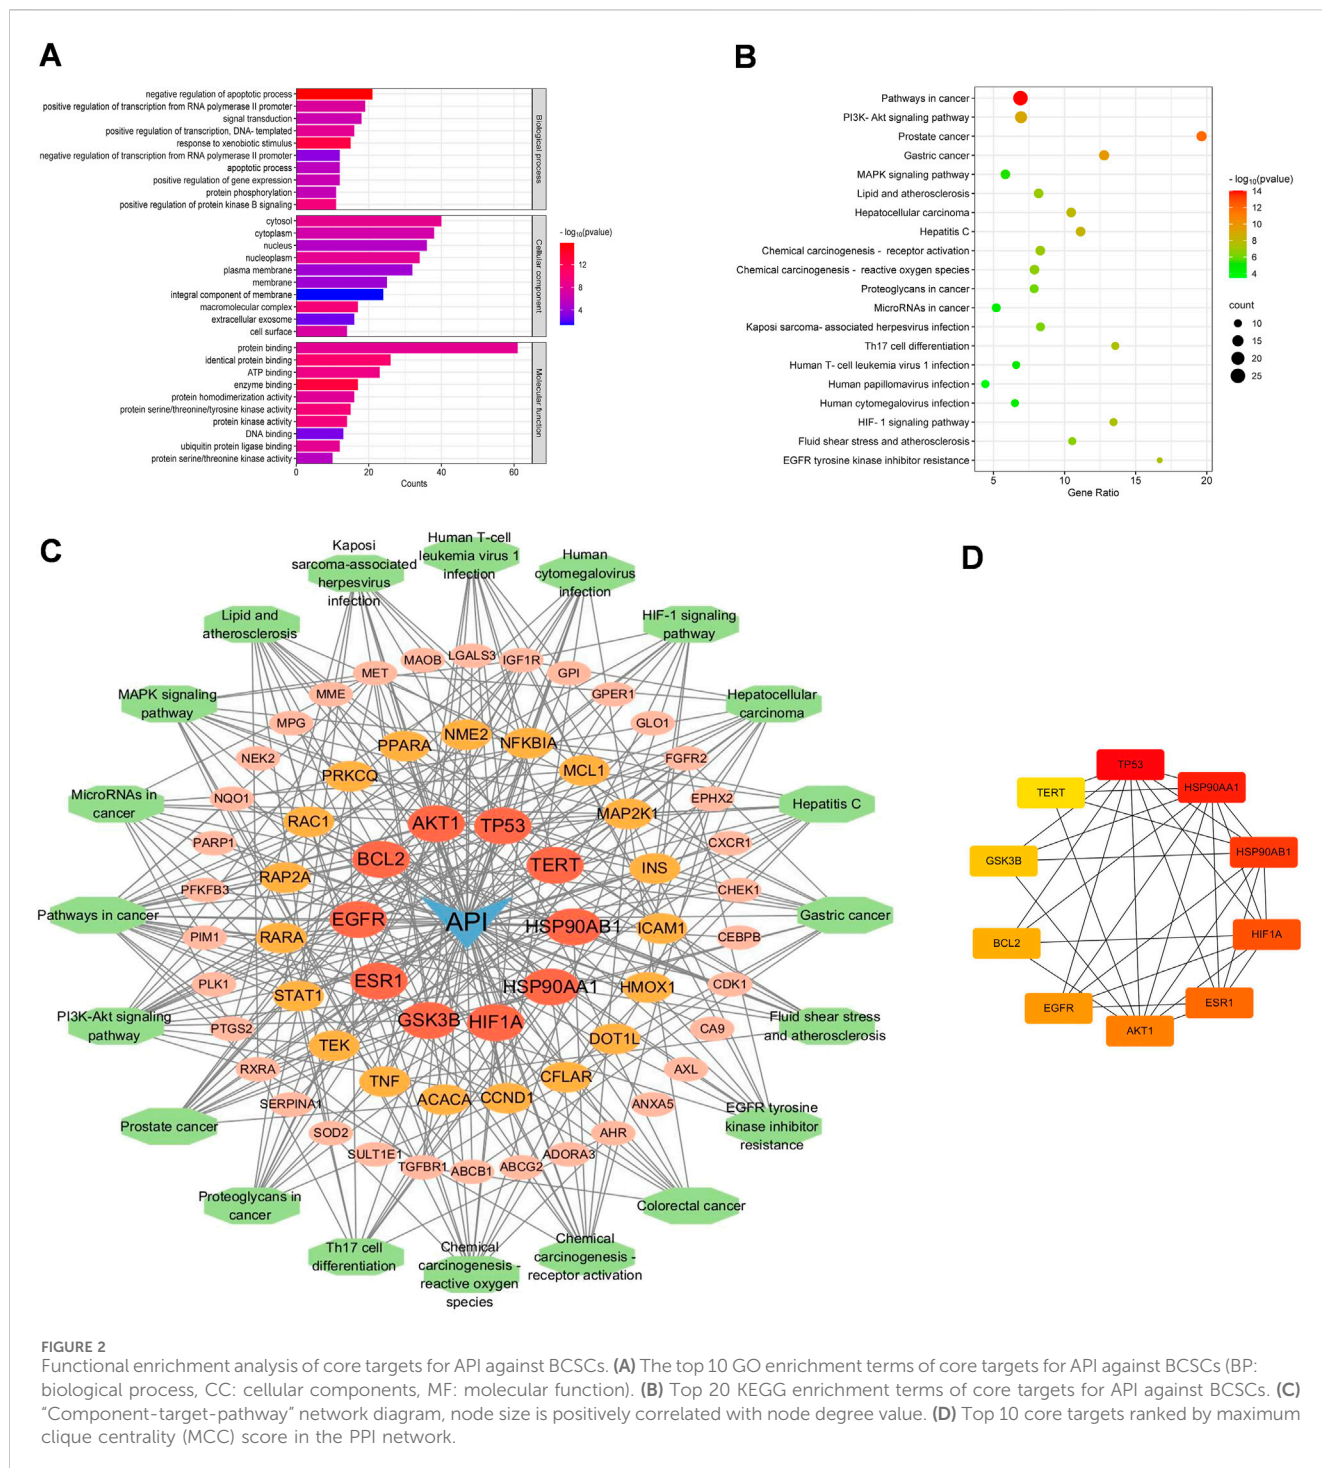 A
negative regulation of apoptotic process
positive regulation of transcription from RNA polymerase II promoter
signal transduction
positive regulation of transcription, DNA- templated
response to xenobiotic stimulus
negative regulation of transcription from RNA polymerase II promoter
apoptotic process
positive regulation of gene expression
protein phosphorylation
positive regulation of protein kinase B signaling
Biological process
cytosol
cytoplasm
nucleus
nucleoplasm
plasma membrane
membrane
integral component of membrane
macromolecular complex
extracellular exosome
cell surface
Cellular component
protein binding
identical protein binding
ATP binding
enzyme binding
protein homodimerization activity
protein serine/threonine/tyrosine kinase activity
protein kinase activity
DNA binding
ubiquitin protein ligase binding
protein serine/threonine kinase activity
Molecular function
0 20 40 60
Counts
- log10(pvalue)
12
8
4
B
Pathways in cancer
PI3K- Akt signaling pathway
Prostate cancer
Gastric cancer
MAPK signaling pathway
Lipid and atherosclerosis
Hepatocellular carcinoma
Hepatitis C
Chemical carcinogenesis - receptor activation
Chemical carcinogenesis - reactive oxygen species
Proteoglycans in cancer
MicroRNAs in cancer
Kaposi sarcoma- associated herpesvirus infection
Th17 cell differentiation
Human T- cell leukemia virus 1 infection
Human papillomavirus infection
Human cytomegalovirus infection
HIF- 1 signaling pathway
Fluid shear stress and atherosclerosis
EGFR tyrosine kinase inhibitor resistance
5 10 15 20
Gene Ratio
- log10(pvalue)
14
12
10
8
6
4
count
10
15
20
25
C
Kaposi
sarcoma-associated
herpesvirus
infection
Human T-cell
leukemia virus 1
infection
Human
cytomegalovirus
infection
HIF-1 signaling
pathway
Hepatocellular
carcinoma
Hepatitis C
Gastric cancer
Fluid shear stress
and atherosclerosis
EGFR tyrosine
kinase inhibitor
resistance
Colorectal cancer
Chemical
carcinogenesis -
receptor activation
Chemical
carcinogenesis -
reactive oxygen
species
Th17 cell
differentiation
Proteoglycans in
cancer
Prostate cancer
PI3K-Akt signaling
pathway
Pathways in cancer
MicroRNAs in
cancer
MAPK signaling
pathway
Lipid and
atherosclerosis
LGALS3
IGF1R
GPI
GPER1
GLO1
FGFR2
EPHX2
CXCR1
CHEK1
CEBPB
CDK1
CA9
AXL
ANXA5
AHR
ADORA3
ABCG2
ABCB1
TGFBR1
SULT1E1
SOD2
SERPINA1
RXRA
PTGS2
PLK1
PIM1
PFKFB3
PARP1
NQO1
NEK2
MPG
MME
MET
MAOB
NME2
NFKBIA
MCL1
MAP2K1
INS
ICAM1
HMOX1
DOT1L
CFLAR
CCND1
ACACA
TNF
TEK
STAT1
RARA
RAP2A
RAC1
PRKCQ
PPARA
AKT1
TP53
TERT
HSP90AB1
HSP90AA1
HIF1A
GSK3B
ESR1
EGFR
BCL2
API
D
TP53
HSP90AA1
HSP90AB1
HIF1A
ESR1
AKT1
EGFR
BCL2
GSK3B
TERT
FIGURE 2
Functional enrichment analysis of core targets for API against BCSCs. (A) The top 10 GO enrichment terms of core targets for API against BCSCs (BP:
biological process, CC: cellular components, MF: molecular function). (B) Top 20 KEGG enrichment terms of core targets for API against BCSCs. (C)
“Component-target-pathway” network diagram, node size is positively correlated with node degree value. (D) Top 10 core targets ranked by maximum
clique centrality (MCC) score in the PPI network.